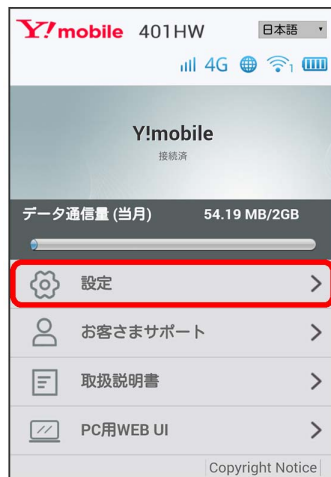 Y!mobile 401HW 日本語
4G 1
Y!mobile
接続済
データ通信量 (当月) 54.19 MB/2GB
設定
お客さまサポート
取扱説明書
PC用WEB UI
Copyright Notice